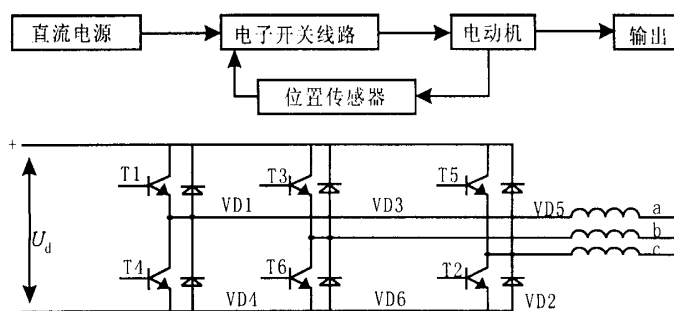 直流电源 电子开关线路 电动机 输出
位置传感器
+
T1 T3 T5
VD1 VD3 VD5 a
Ud b
c
T4 T6 T2
VD4 VD6 VD2